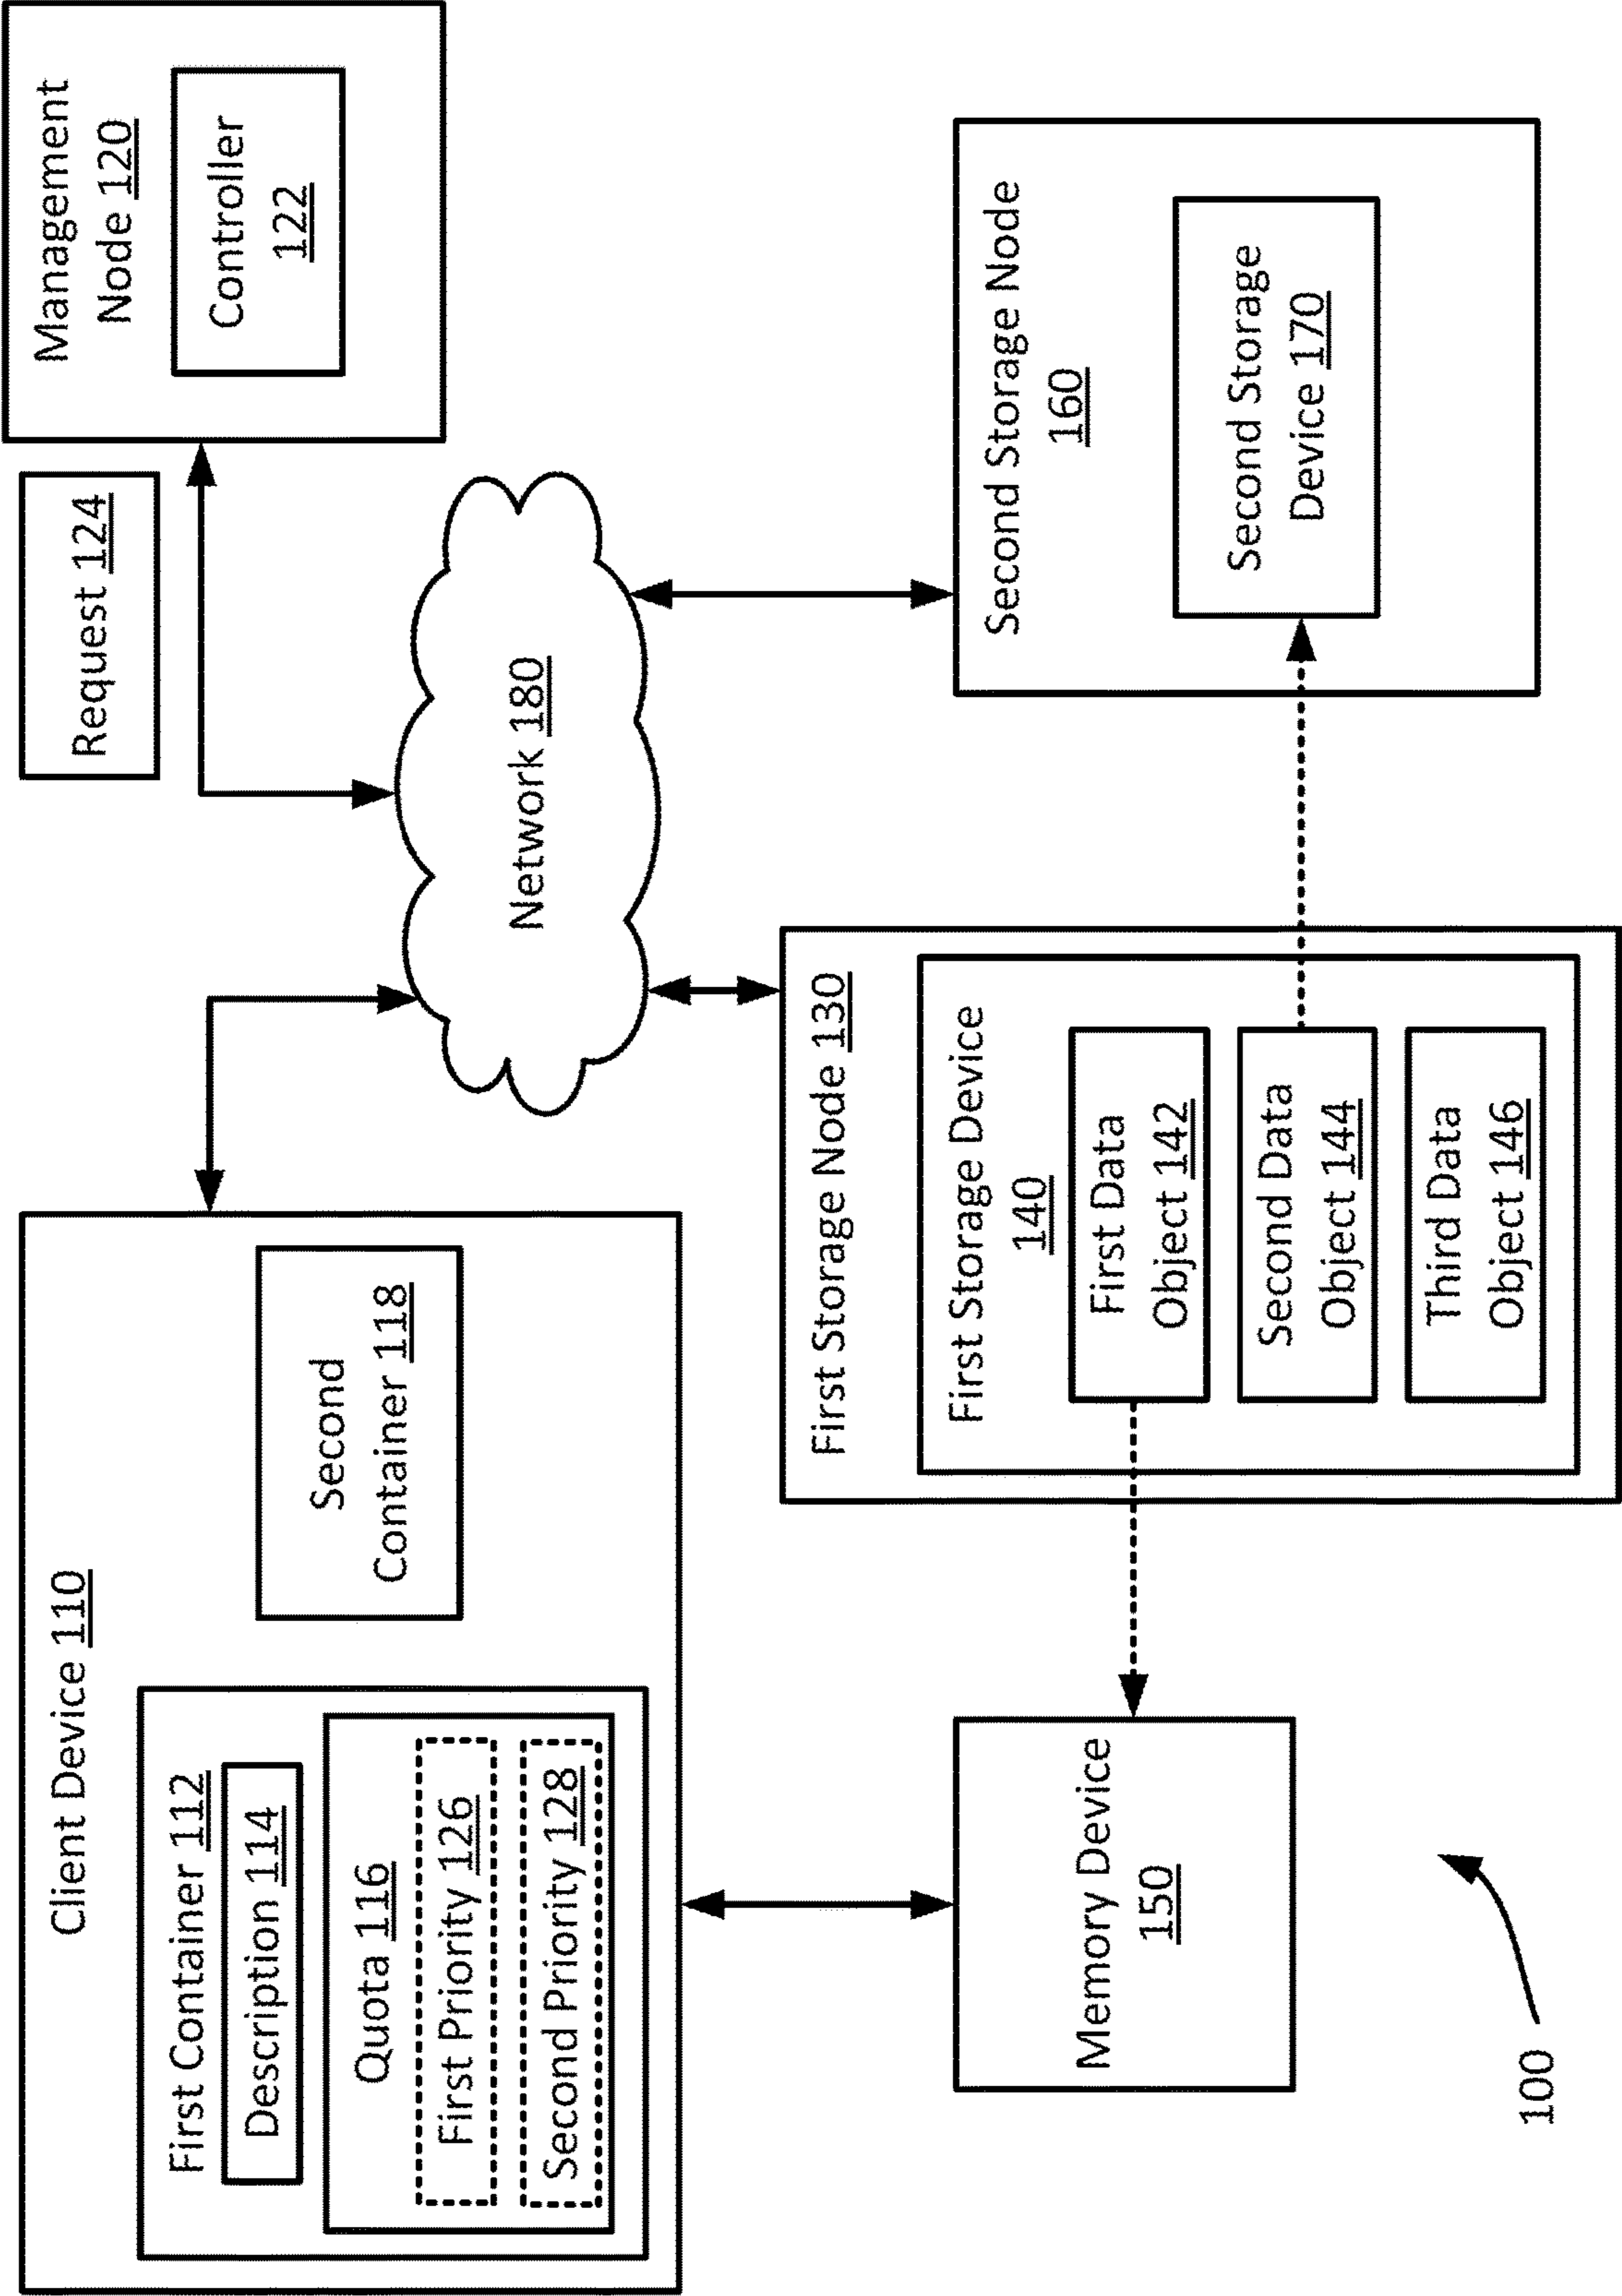 Client Device 110
First Container 112
Description 114
Quota 116
First Priority 126
Second Priority 128
Second
Container 118
Request 124
Management
Node 120
Controller
122
Network 180
Memory Device
150
First Storage Node 130
First Storage Device
140
First Data
Object 142
Second Data
Object 144
Third Data
Object 146
Second Storage Node
160
Second Storage
Device 170
100